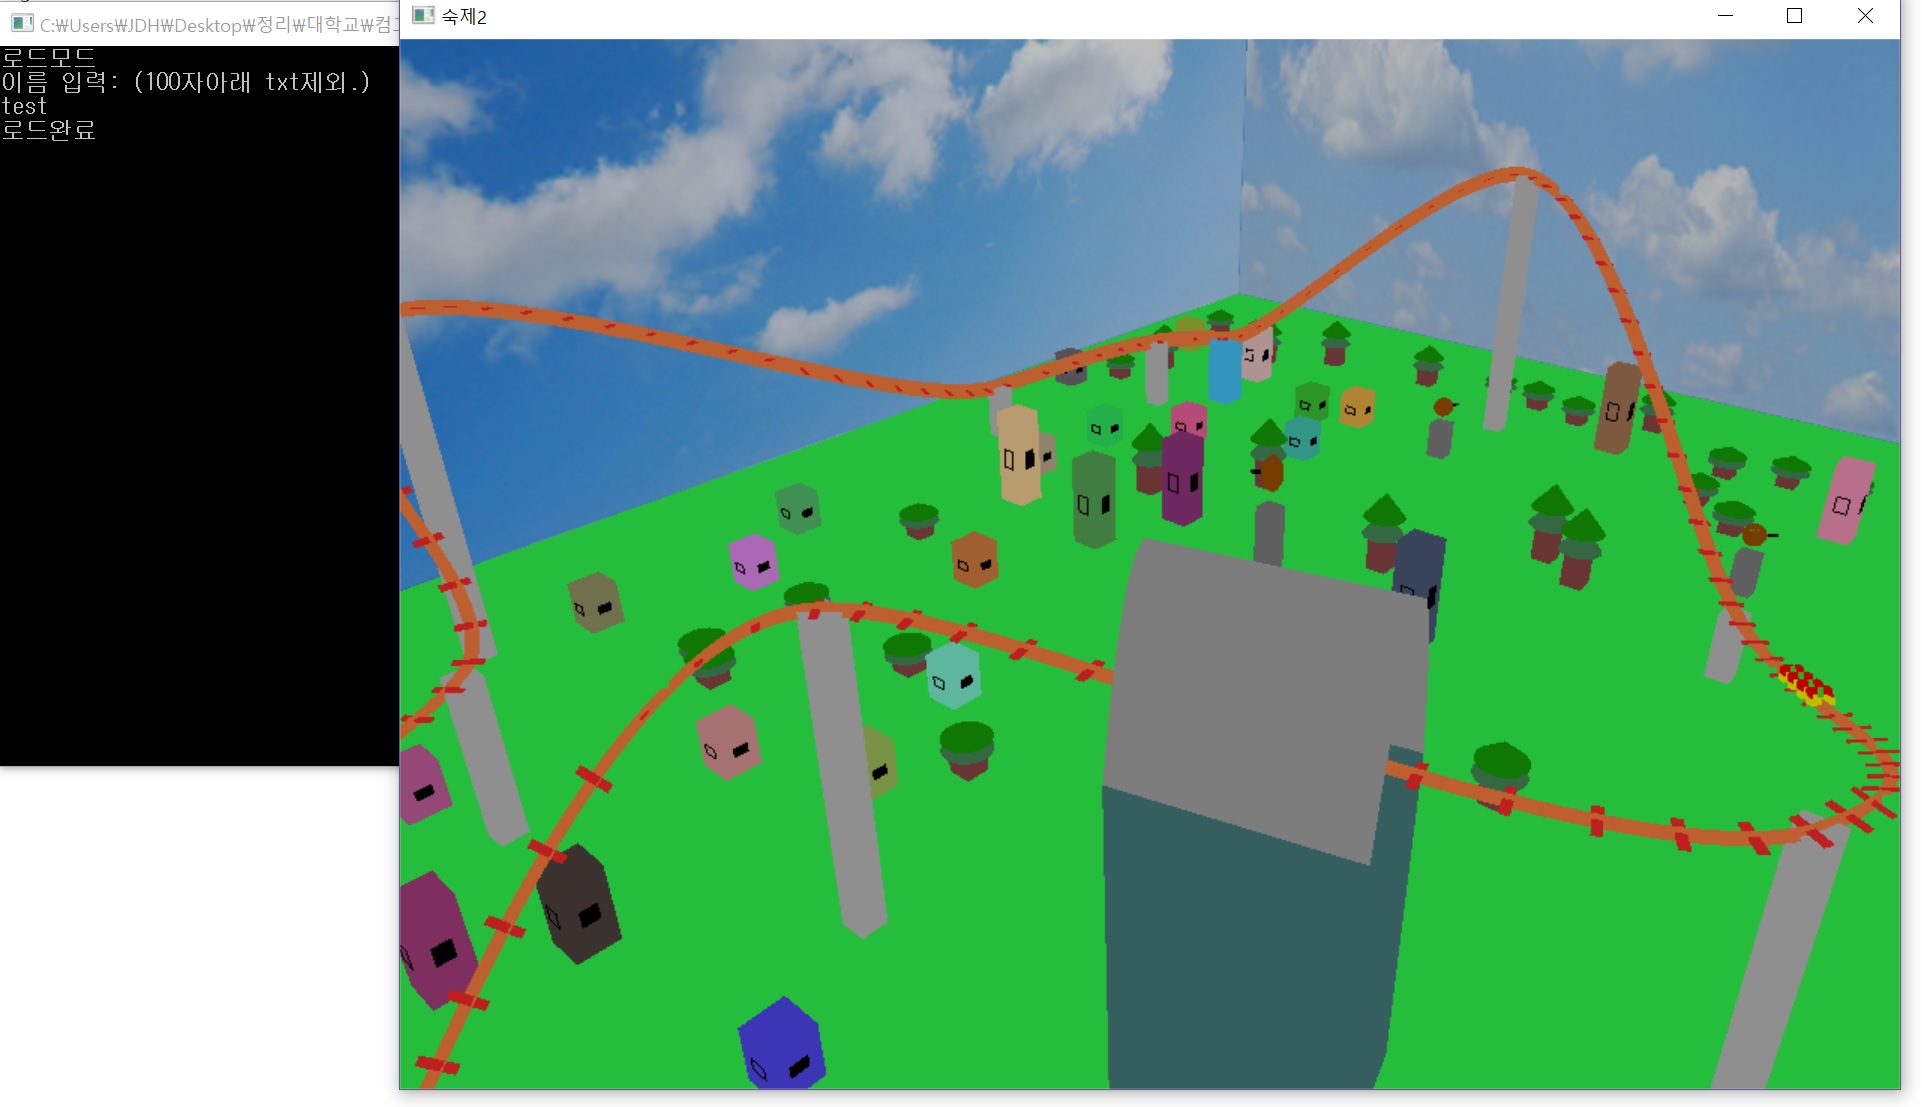 C:₩Users₩JDH₩Desktop₩정리₩대학교₩컴
로드모드
이름 입력: (100자아래 txt제외.)
test
로드완료
숙제2